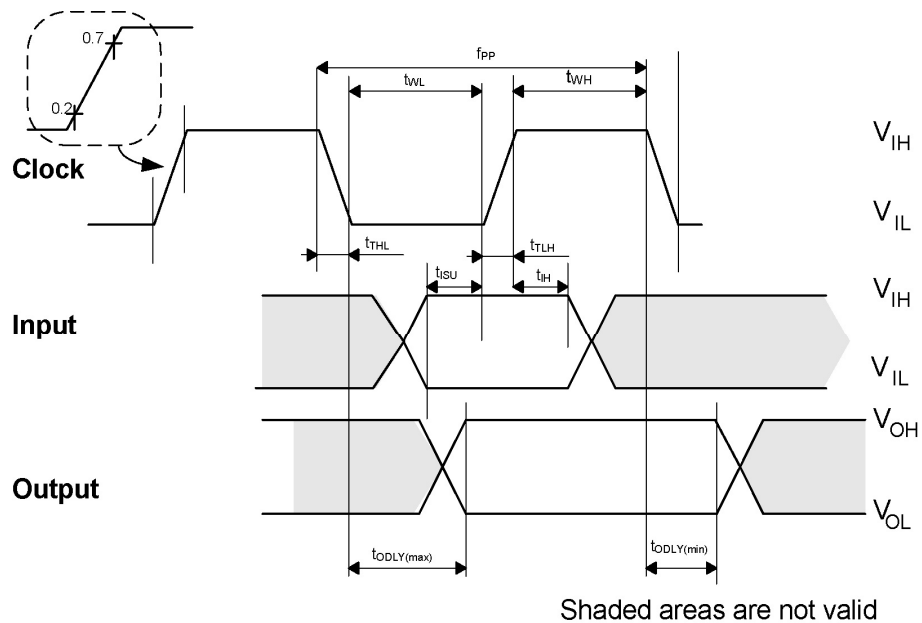 0.7
0.2
fPP
tWL
tWH
Clock
VIH
VIL
tTHL
tTLH
tISU
tIH
Input
VIH
VIL
Output
VOH
VOL
tODLY(max)
tODLY(min)
Shaded areas are not valid